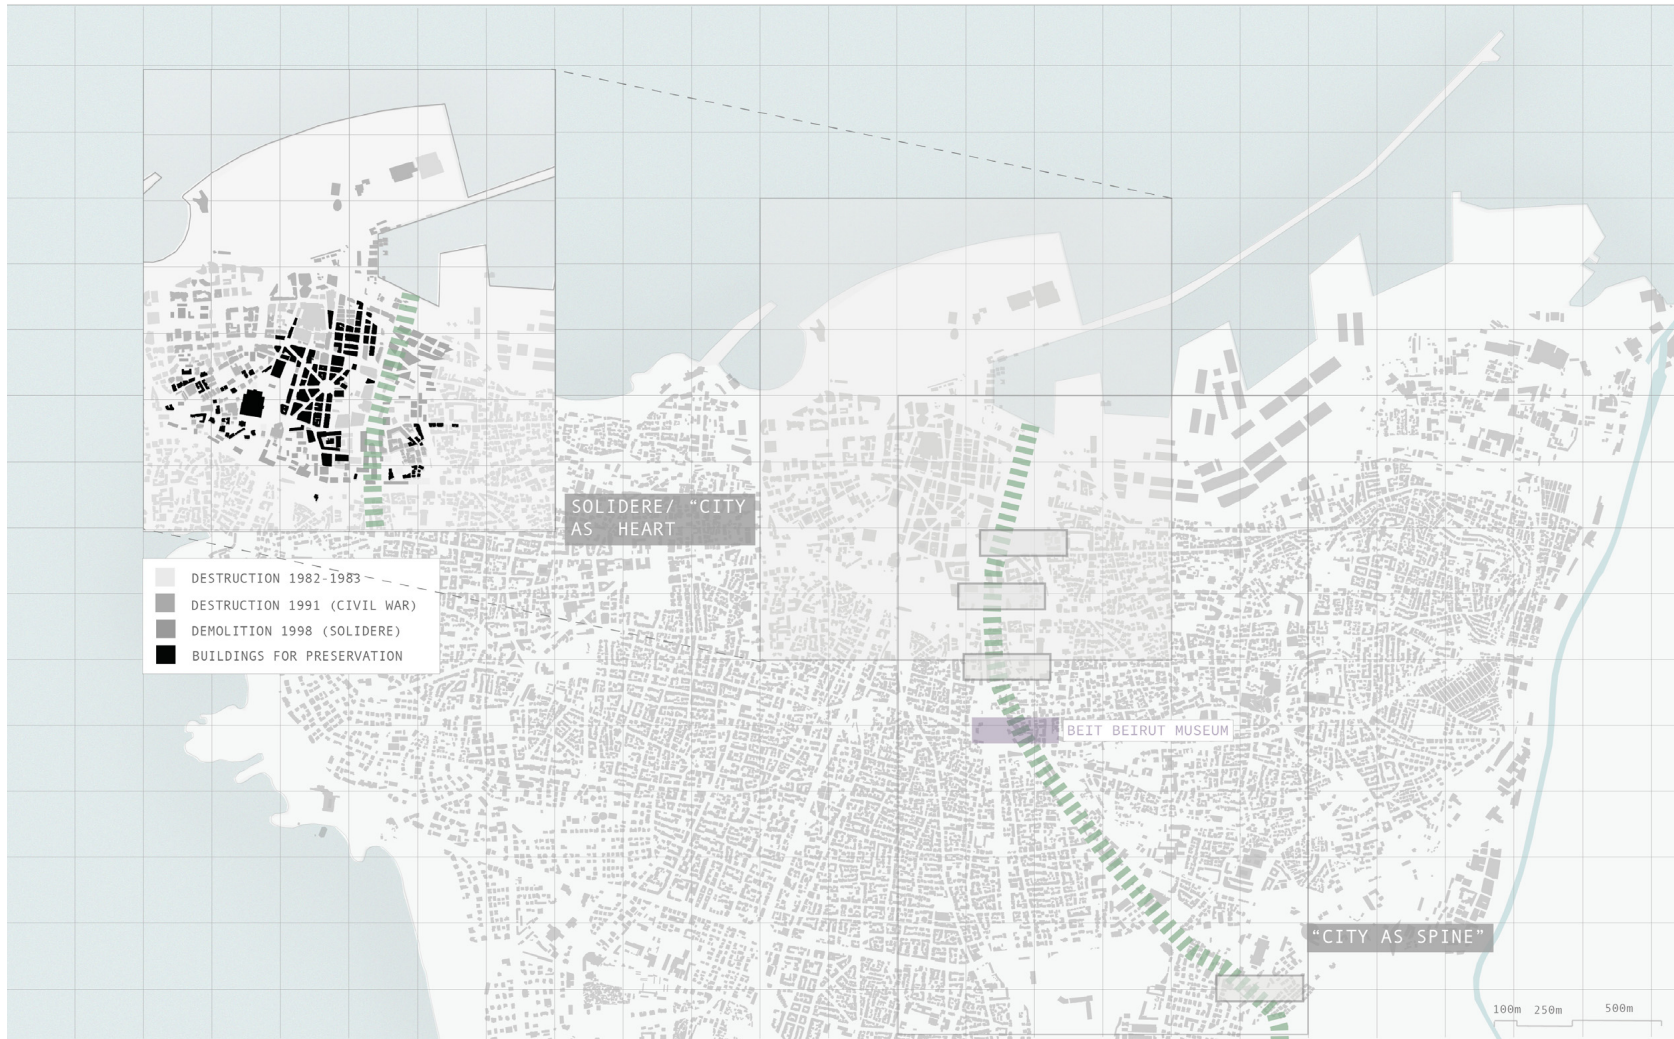 SOLIDERE/ “CITY
AS HEART
DESTRUCTION 1982-1983
DESTRUCTION 1991 (CIVIL WAR)
DEMOLITION 1998 (SOLIDERE)
BUILDINGS FOR PRESERVATION
BEIT BEIRUT MUSEUM
“CITY AS SPINE”
100m 250m 500m